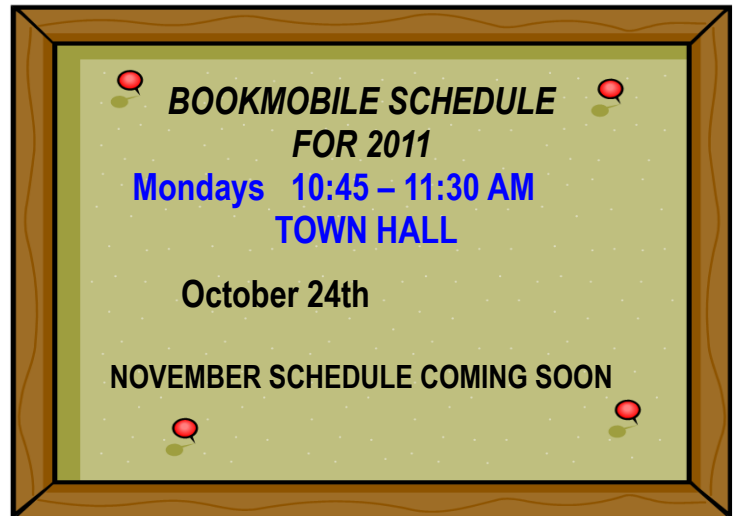 BOOKMOBILE SCHEDULE
FOR 2011
Mondays 10:45 – 11:30 AM
TOWN HALL
October 24th
NOVEMBER SCHEDULE COMING SOON